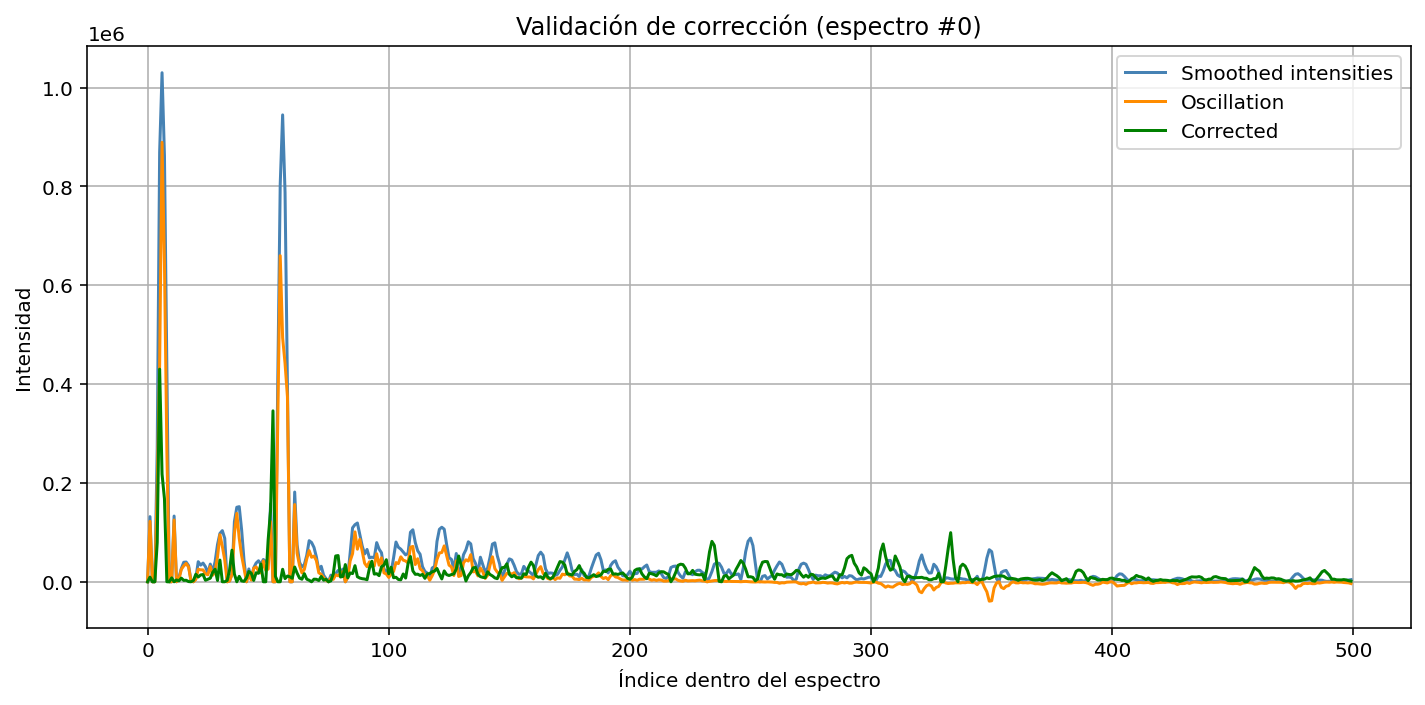 Validación de corrección (espectro #0)
1e6
Smoothed intensities
Oscillation
Corrected
1.0
0.8
0.6
0.4
0.2
0.0
Intensidad
0 100 200 300 400 500
Índice dentro del espectro